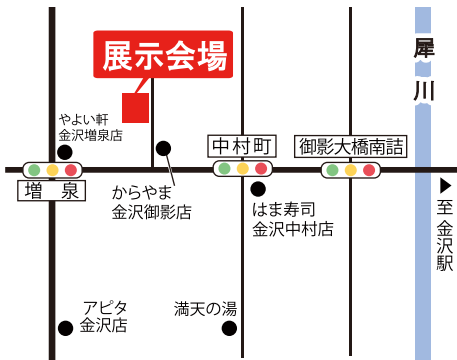 展示会場
犀川
やよい軒
金沢増泉店
中村町
御影大橋南詰
増泉
からやま
金沢御影店
はま寿司
金沢中村店
至金沢駅
アピタ
金沢店
満天の湯